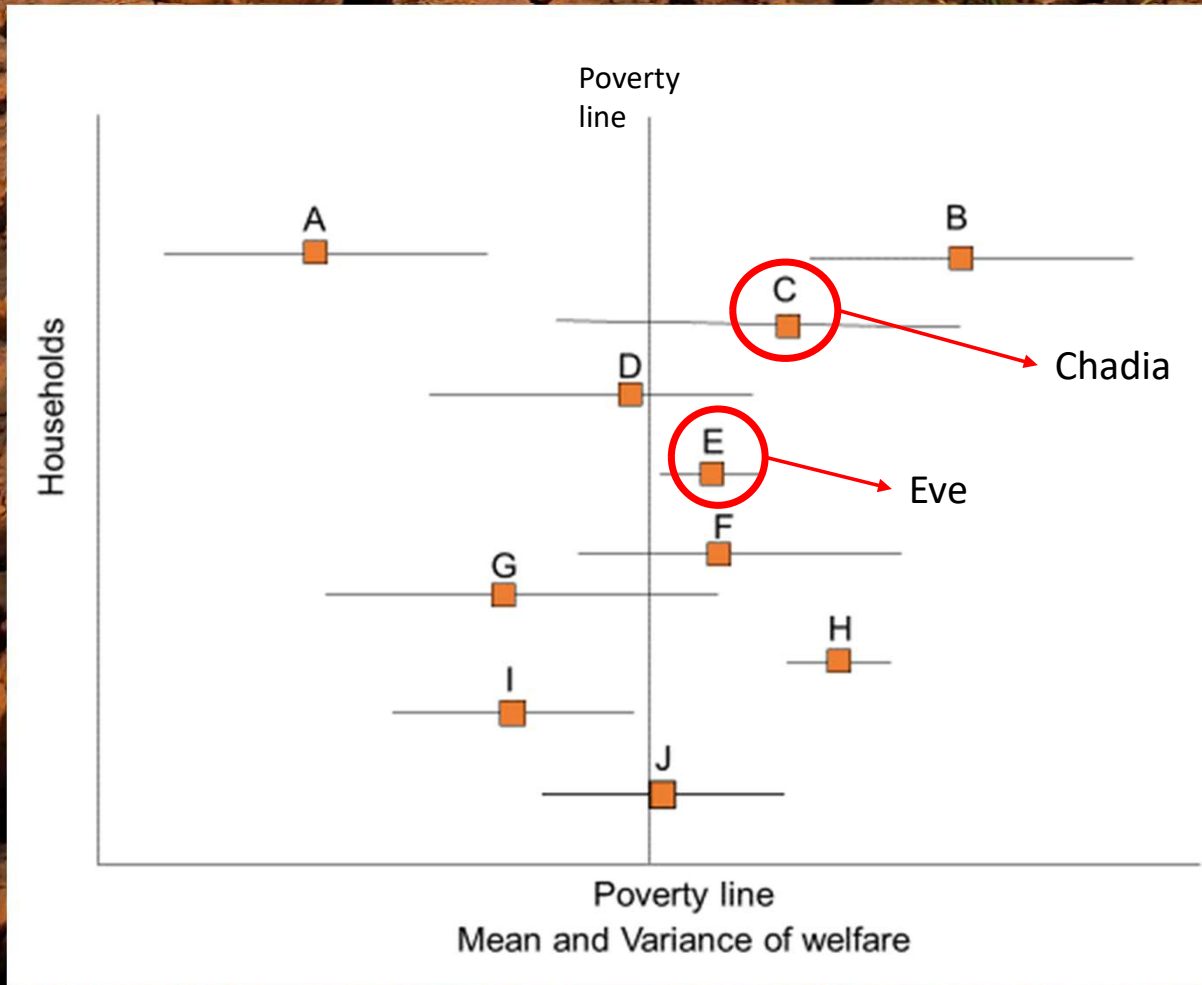 Poverty
line
A
B
C
Chadia
D
E
Eve
F
G
H
I
J
Households
Poverty line
Mean and Variance of welfare